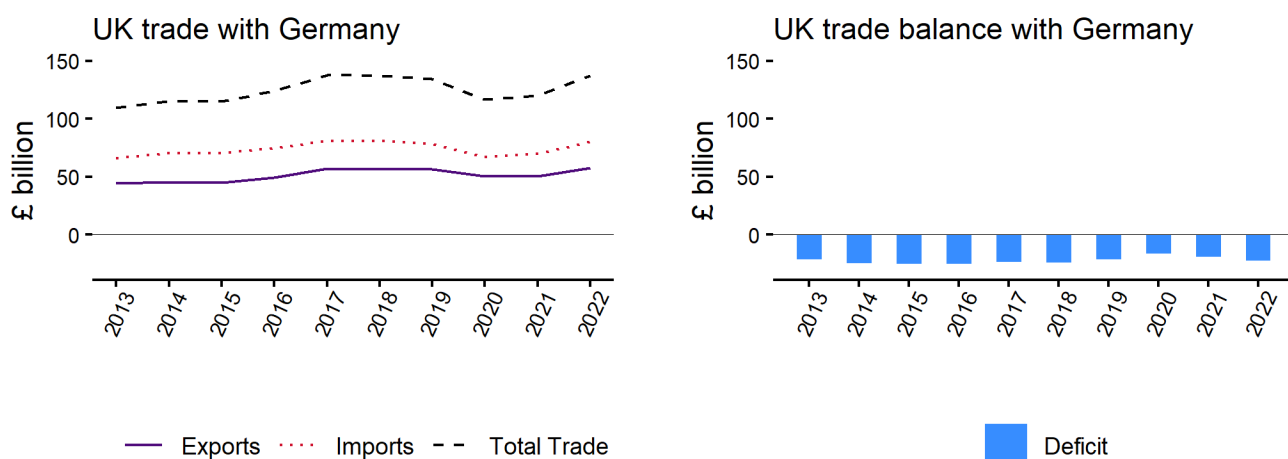 UK trade with Germany
£ billion
150
100
50
0
2013 2014 2015 2016 2017 2018 2019 2020 2021 2022
Exports Imports Total Trade
UK trade balance with Germany
£ billion
150
100
50
0
2013 2014 2015 2016 2017 2018 2019 2020 2021 2022
Deficit